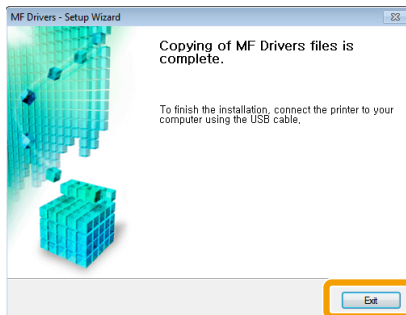 MF Drivers - Setup Wizard
Copying of MF Drivers files is
complete.
To finish the installation, connect the printer to your
computer using the USB cable,
Exit